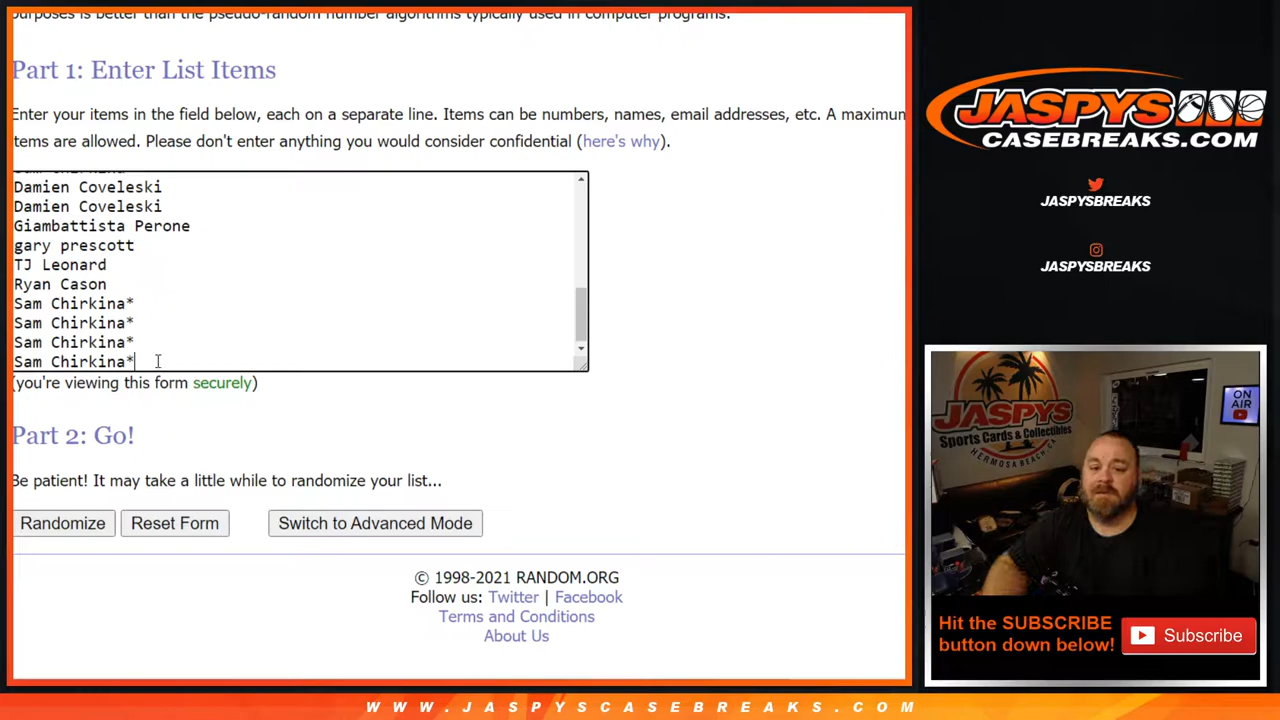 purposes is better than the pseudo-random number algorithms typically used in computer programs.
Part 1: Enter List Items
Enter your items in the field below, each on a separate line. Items can be numbers, names, email addresses, etc. A maximum
items are allowed. Please don't enter anything you would consider confidential (here's why).
Damien Coveleski
Damien Coveleski
Giambattista Perone
gary prescott
TJ Leonard
Ryan Cason
Sam Chirkina*
Sam Chirkina*
Sam Chirkina*
Sam Chirkina*
(you're viewing this form securely)
Part 2: Go!
Be patient! It may take a little while to randomize your list...
Randomize
Reset Form
Switch to Advanced Mode
© 1998-2021 RANDOM.ORG
Follow us: Twitter | Facebook
Terms and Conditions
About Us
JASPYS
CASEBREAKS.COM
JASPYSBREAKS
JASPYSBREAKS
JASPYS
Sports Cards & Collectibles
HERMOSA BEACH, CA
ON
AIR
Hit the SUBSCRIBE
button down below!
Subscribe
WWW.JASPYSCASEBREAKS.COM